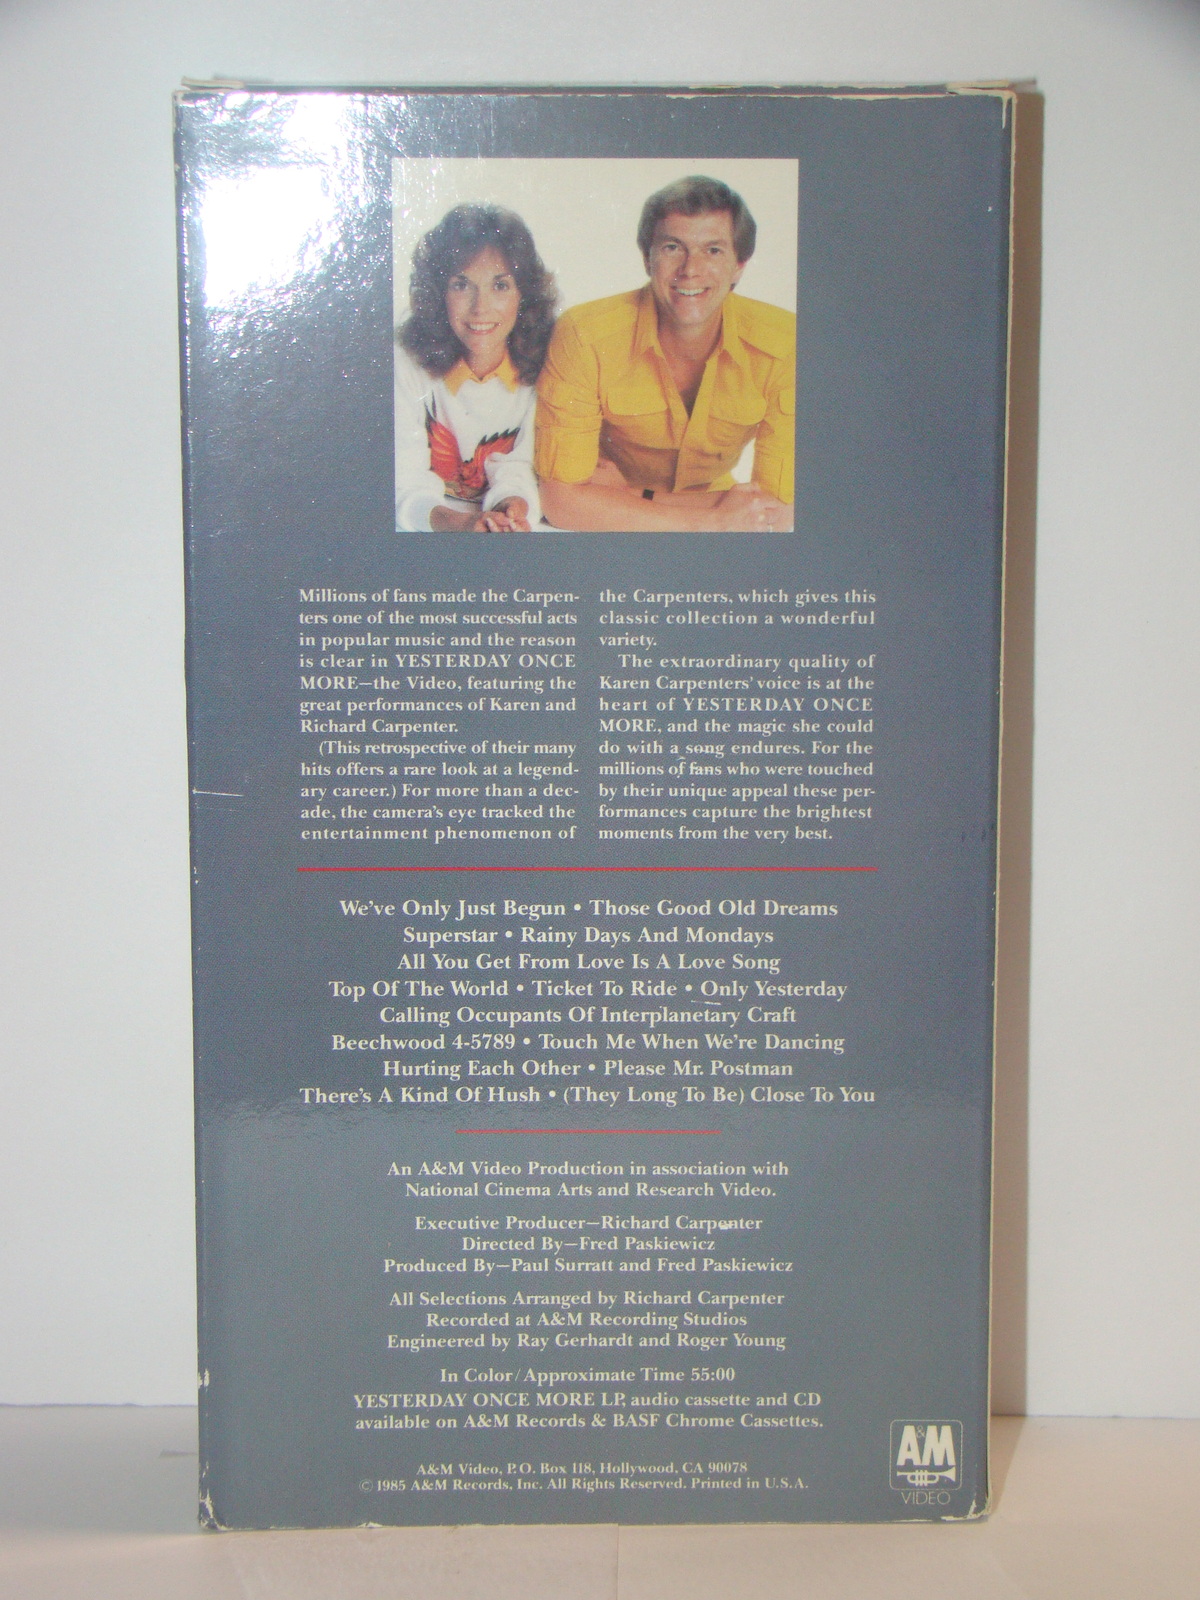 Millions of fans made the Carpen-
ters one of the most successful acts
in popular music and the reason
is clear in YESTERDAY ONCE
MORE—the Video, featuring the
great performances of Karen and
Richard Carpenter.
(This retrospective of their many
hits offers a rare look at a legend-
ary career.) For more than a dec-
ade, the camera's eye tracked the
entertainment phenomenon of
the Carpenters, which gives this
classic collection a wonderful
variety.
The extraordinary quality of
Karen Carpenters' voice is at the
heart of YESTERDAY ONCE
MORE, and the magic she could
do with a song endures. For the
millions of fans who were touched
by their unique appeal these per-
formances capture the brightest
moments from the very best.
We've Only Just Begun • Those Good Old Dreams
Superstar • Rainy Days And Mondays
All You Get From Love Is A Love Song
Top Of The World • Ticket To Ride • Only Yesterday
Calling Occupants Of Interplanetary Craft
Beechwood 4-5789 • Touch Me When We're Dancing
Hurting Each Other • Please Mr. Postman
There's A Kind Of Hush • (They Long To Be) Close To You
An A&M Video Production in association with
National Cinema Arts and Research Video.
Executive Producer—Richard Carpenter
Directed By—Fred Paskiewicz
Produced By—Paul Surratt and Fred Paskiewicz
All Selections Arranged by Richard Carpenter
Recorded at A&M Recording Studios
Engineered by Ray Gerhardt and Roger Young
In Color/Approximate Time 55:00
YESTERDAY ONCE MORE LP, audio cassette and CD
available on A&M Records & BASF Chrome Cassettes.
A&M Video, P.O. Box 118, Hollywood, CA 90078
© 1985 A&M Records, Inc. All Rights Reserved. Printed in U.S.A.
A&M
VIDEO